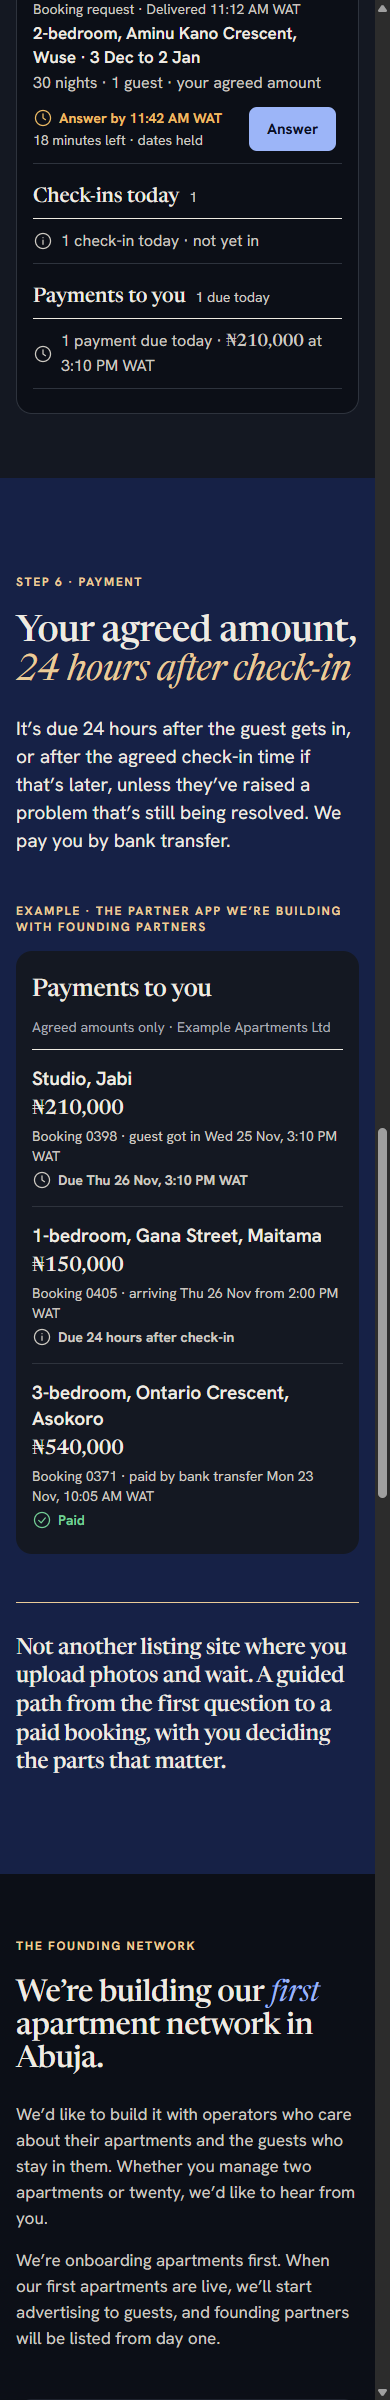 Booking request · Delivered 11:12 AM WAT
2-bedroom, Aminu Kano Crescent,
Wuse · 3 Dec to 2 Jan
30 nights · 1 guest · your agreed amount
Answer by 11:42 AM WAT
18 minutes left · dates held
Answer
Check-ins today 1
1 check-in today · not yet in
Payments to you 1 due today
1 payment due today · ₦210,000 at
3:10 PM WAT
STEP 6 · PAYMENT
Your agreed amount,
24 hours after check-in
It’s due 24 hours after the guest gets in,
or after the agreed check-in time if
that’s later, unless they’ve raised a
problem that’s still being resolved. We
pay you by bank transfer.
EXAMPLE · THE PARTNER APP WE’RE BUILDING
WITH FOUNDING PARTNERS
Payments to you
Agreed amounts only · Example Apartments Ltd
Studio, Jabi
₦210,000
Booking 0398 · guest got in Wed 25 Nov, 3:10 PM
WAT
Due Thu 26 Nov, 3:10 PM WAT
1-bedroom, Gana Street, Maitama
₦150,000
Booking 0405 · arriving Thu 26 Nov from 2:00 PM
WAT
Due 24 hours after check-in
3-bedroom, Ontario Crescent,
Asokoro
₦540,000
Booking 0371 · paid by bank transfer Mon 23
Nov, 10:05 AM WAT
Paid
Not another listing site where you
upload photos and wait. A guided
path from the first question to a
paid booking, with you deciding
the parts that matter.
THE FOUNDING NETWORK
We’re building our first
apartment network in
Abuja.
We’d like to build it with operators who care
about their apartments and the guests who
stay in them. Whether you manage two
apartments or twenty, we’d like to hear from
you.
We’re onboarding apartments first. When
our first apartments are live, we’ll start
advertising to guests, and founding partners
will be listed from day one.